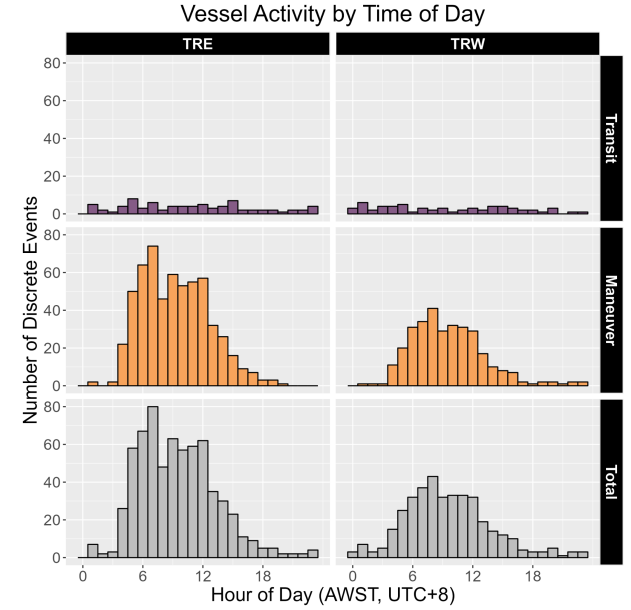 Vessel Activity by Time of Day
TRE TRW
80
60
40
20
0
Transit
80
60
40
20
0
Maneuver
80
60
40
20
0
Total
Number of Discrete Events
0 6 12 18 0 6 12 18
Hour of Day (AWST, UTC+8)